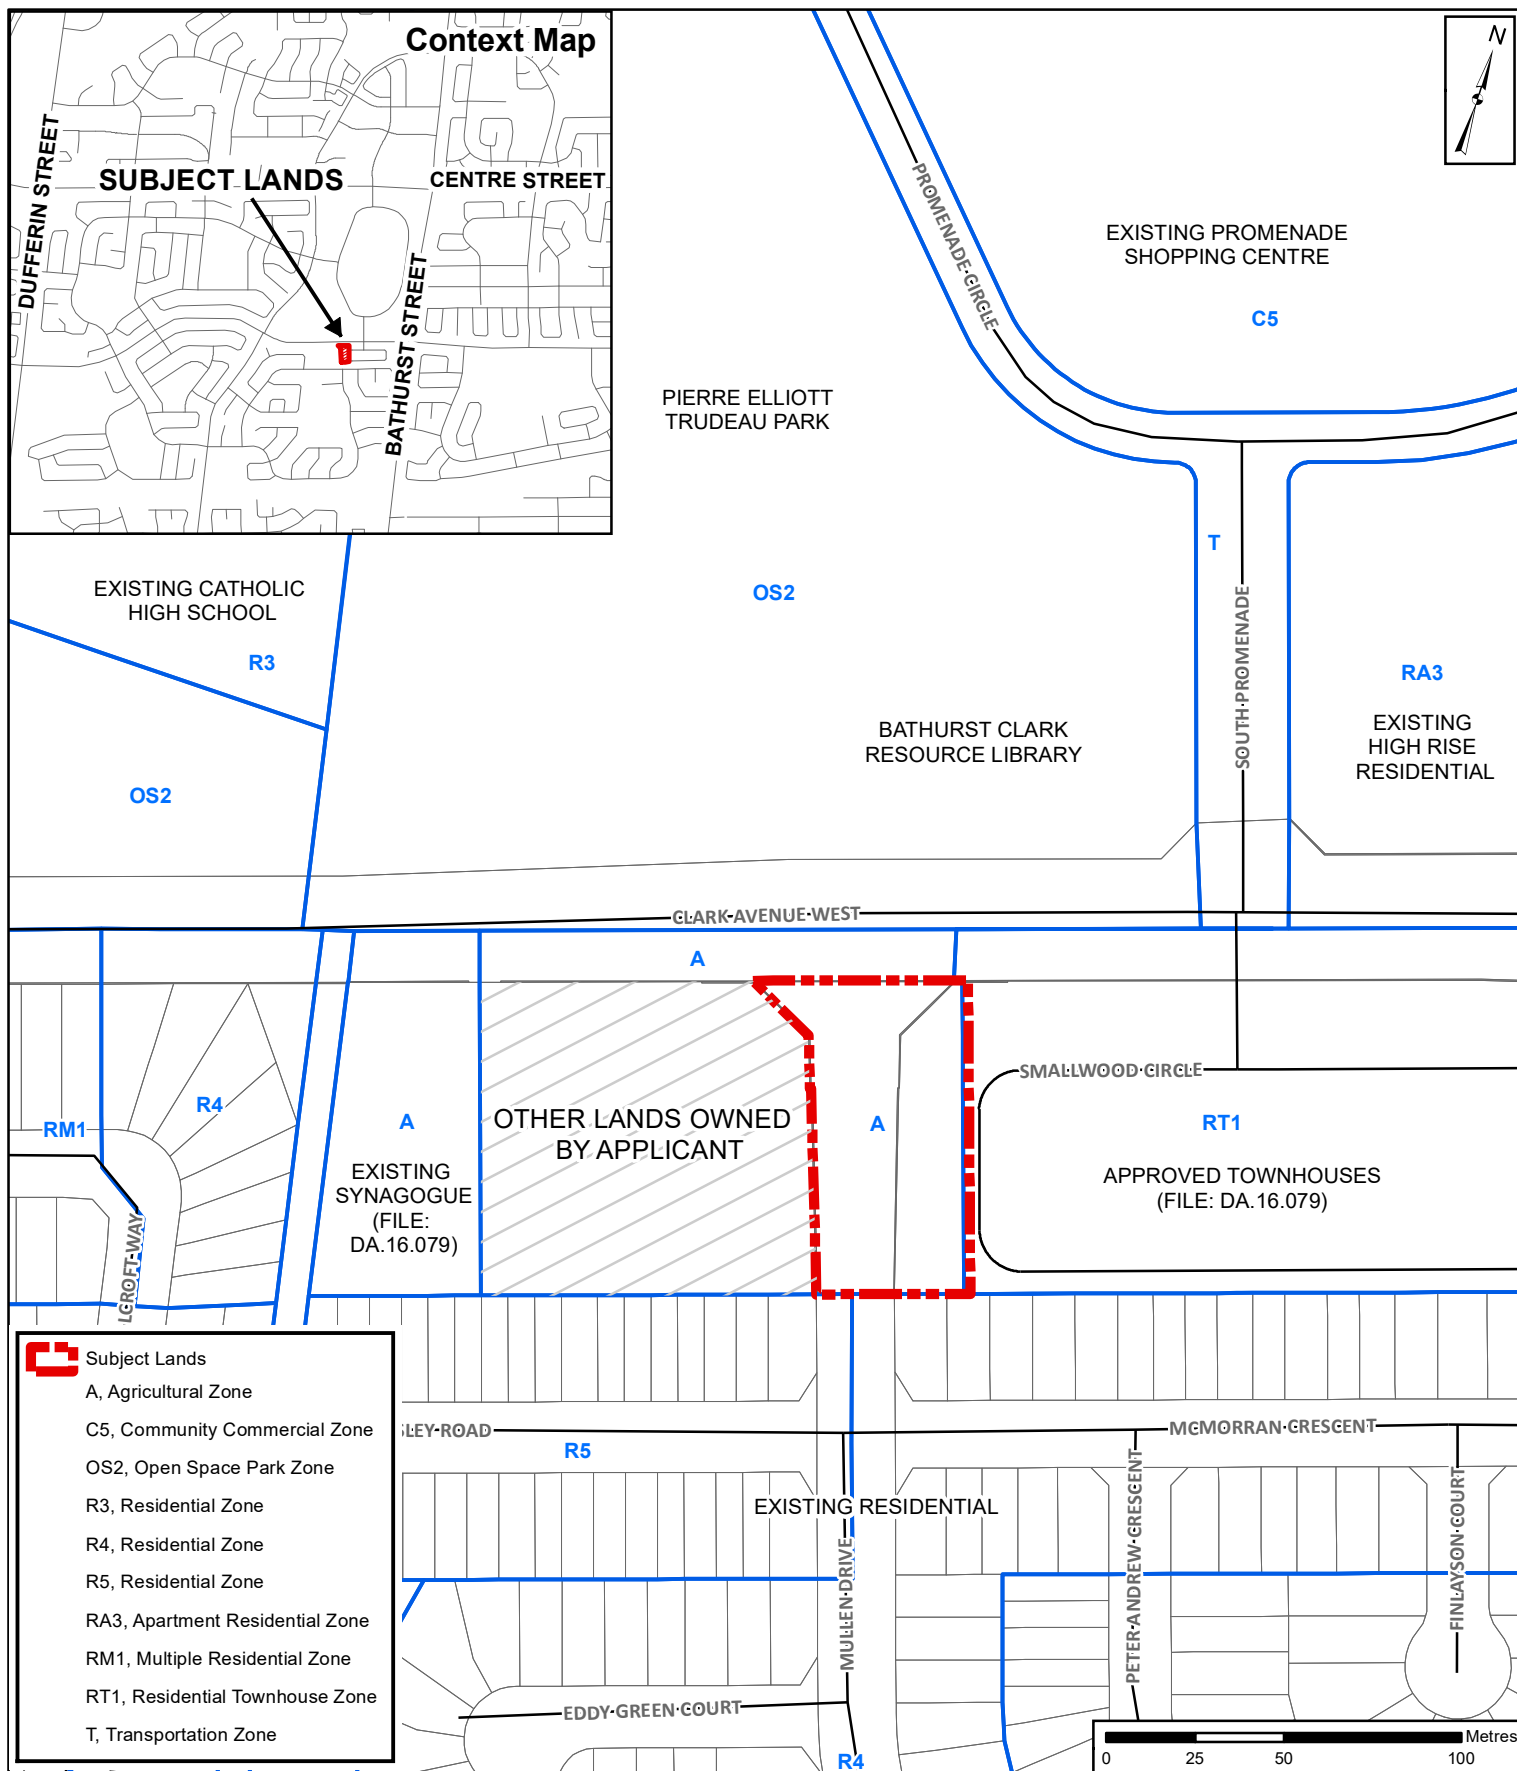 Context Map
DUFFERIN STREET
SUBJECT LANDS
CENTRE STREET
BATHURST STREET
N
PROMENADE CIRCLE
EXISTING PROMENADE
SHOPPING CENTRE
C5
PIERRE ELLIOTT
TRUDEAU PARK
T
EXISTING CATHOLIC
HIGH SCHOOL
R3
OS2
SOUTH PROMENADE
RA3
EXISTING
HIGH RISE
RESIDENTIAL
BATHURST CLARK
RESOURCE LIBRARY
OS2
CLARK AVENUE WEST
A
RM1
R4
A
EXISTING
SYNAGOGUE
(FILE:
DA.16.079)
OTHER LANDS OWNED
BY APPLICANT
A
SMALLWOOD CIRCLE
RT1
APPROVED TOWNHOUSES
(FILE: DA.16.079)
LCROFT WAY
SLEY ROAD
R5
MCMORRAN CRESCENT
EXISTING RESIDENTIAL
MULLEN DRIVE
PETER ANDREW CRESCENT
FINLAYSON COURT
EDDY GREEN COURT
R4
Subject Lands
A, Agricultural Zone
C5, Community Commercial Zone
OS2, Open Space Park Zone
R3, Residential Zone
R4, Residential Zone
R5, Residential Zone
RA3, Apartment Residential Zone
RM1, Multiple Residential Zone
RT1, Residential Townhouse Zone
T, Transportation Zone
Metres
0 25 50 100